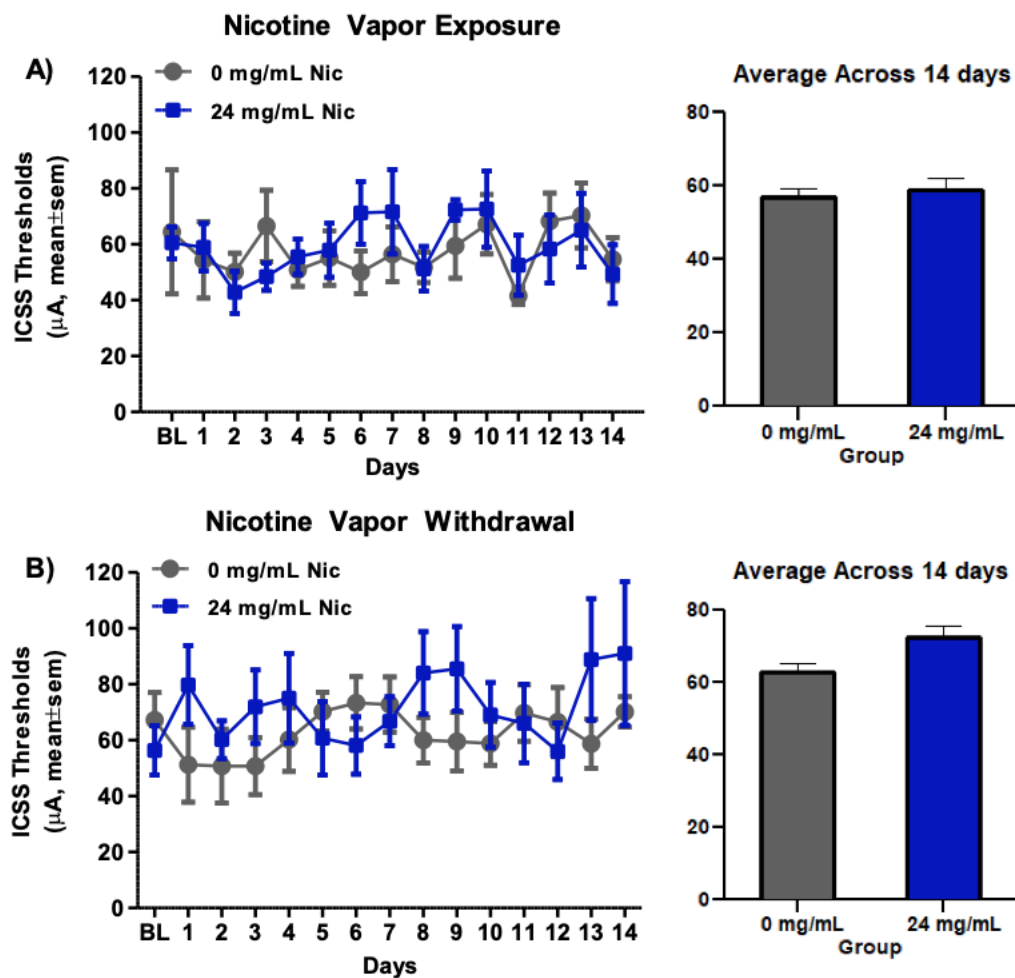 Nicotine Vapor Exposure
A)
0 mg/mL Nic
24 mg/mL Nic
ICSS Thresholds
(μA, mean±sem)
120
100
80
60
40
20
0
BL 1 2 3 4 5 6 7 8 9 10 11 12 13 14
Days
Average Across 14 days
80
60
40
20
0
0 mg/mL 24 mg/mL
Group
Nicotine Vapor Withdrawal
B)
0 mg/mL Nic
24 mg/mL Nic
ICSS Thresholds
(μA, mean±sem)
120
100
80
60
40
20
0
BL 1 2 3 4 5 6 7 8 9 10 11 12 13 14
Days
Average Across 14 days
80
60
40
20
0
0 mg/mL 24 mg/mL
Group